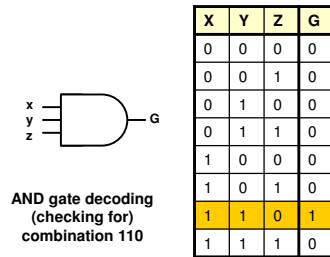 X Y Z G
0 0 0 0
0 0 1 0
0 1 0 0
0 1 1 0
1 0 0 0
1 0 1 0
1 1 0 1
1 1 1 0
x
y
z
G
AND gate decoding
(checking for)
combination 110